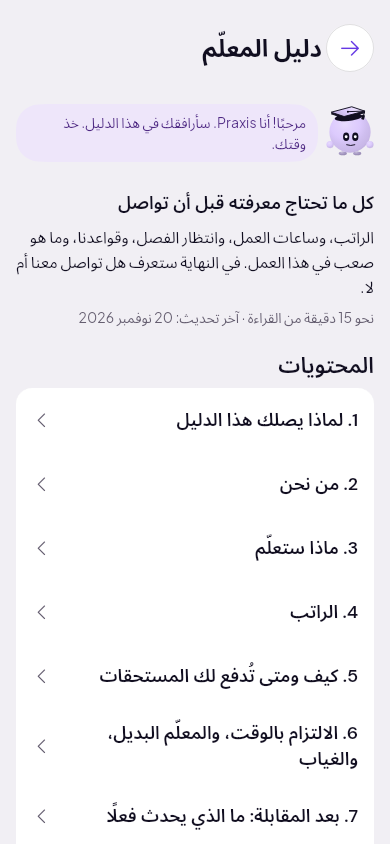 دليل المعلّم
مرحبًا! أنا Praxis. سأرافقك في هذا الدليل. خذ
وقتك.
كل ما تحتاج معرفته قبل أن تواصل
الراتب، وساعات العمل، وانتظار الفصل، وقواعدنا، وما هو
صعب في هذا العمل. في النهاية ستعرف هل تواصل معنا أم
لا.
نحو 15 دقيقة من القراءة · آخر تحديث: 20 نوفمبر 2026
المحتويات
1. لماذا يصلك هذا الدليل
2. من نحن
3. ماذا ستعلّم
4. الراتب
5. كيف ومتى تُدفع لك المستحقات
6. الالتزام بالوقت، والمعلّم البديل،
والغياب
7. بعد المقابلة: ما الذي يحدث فعلًا